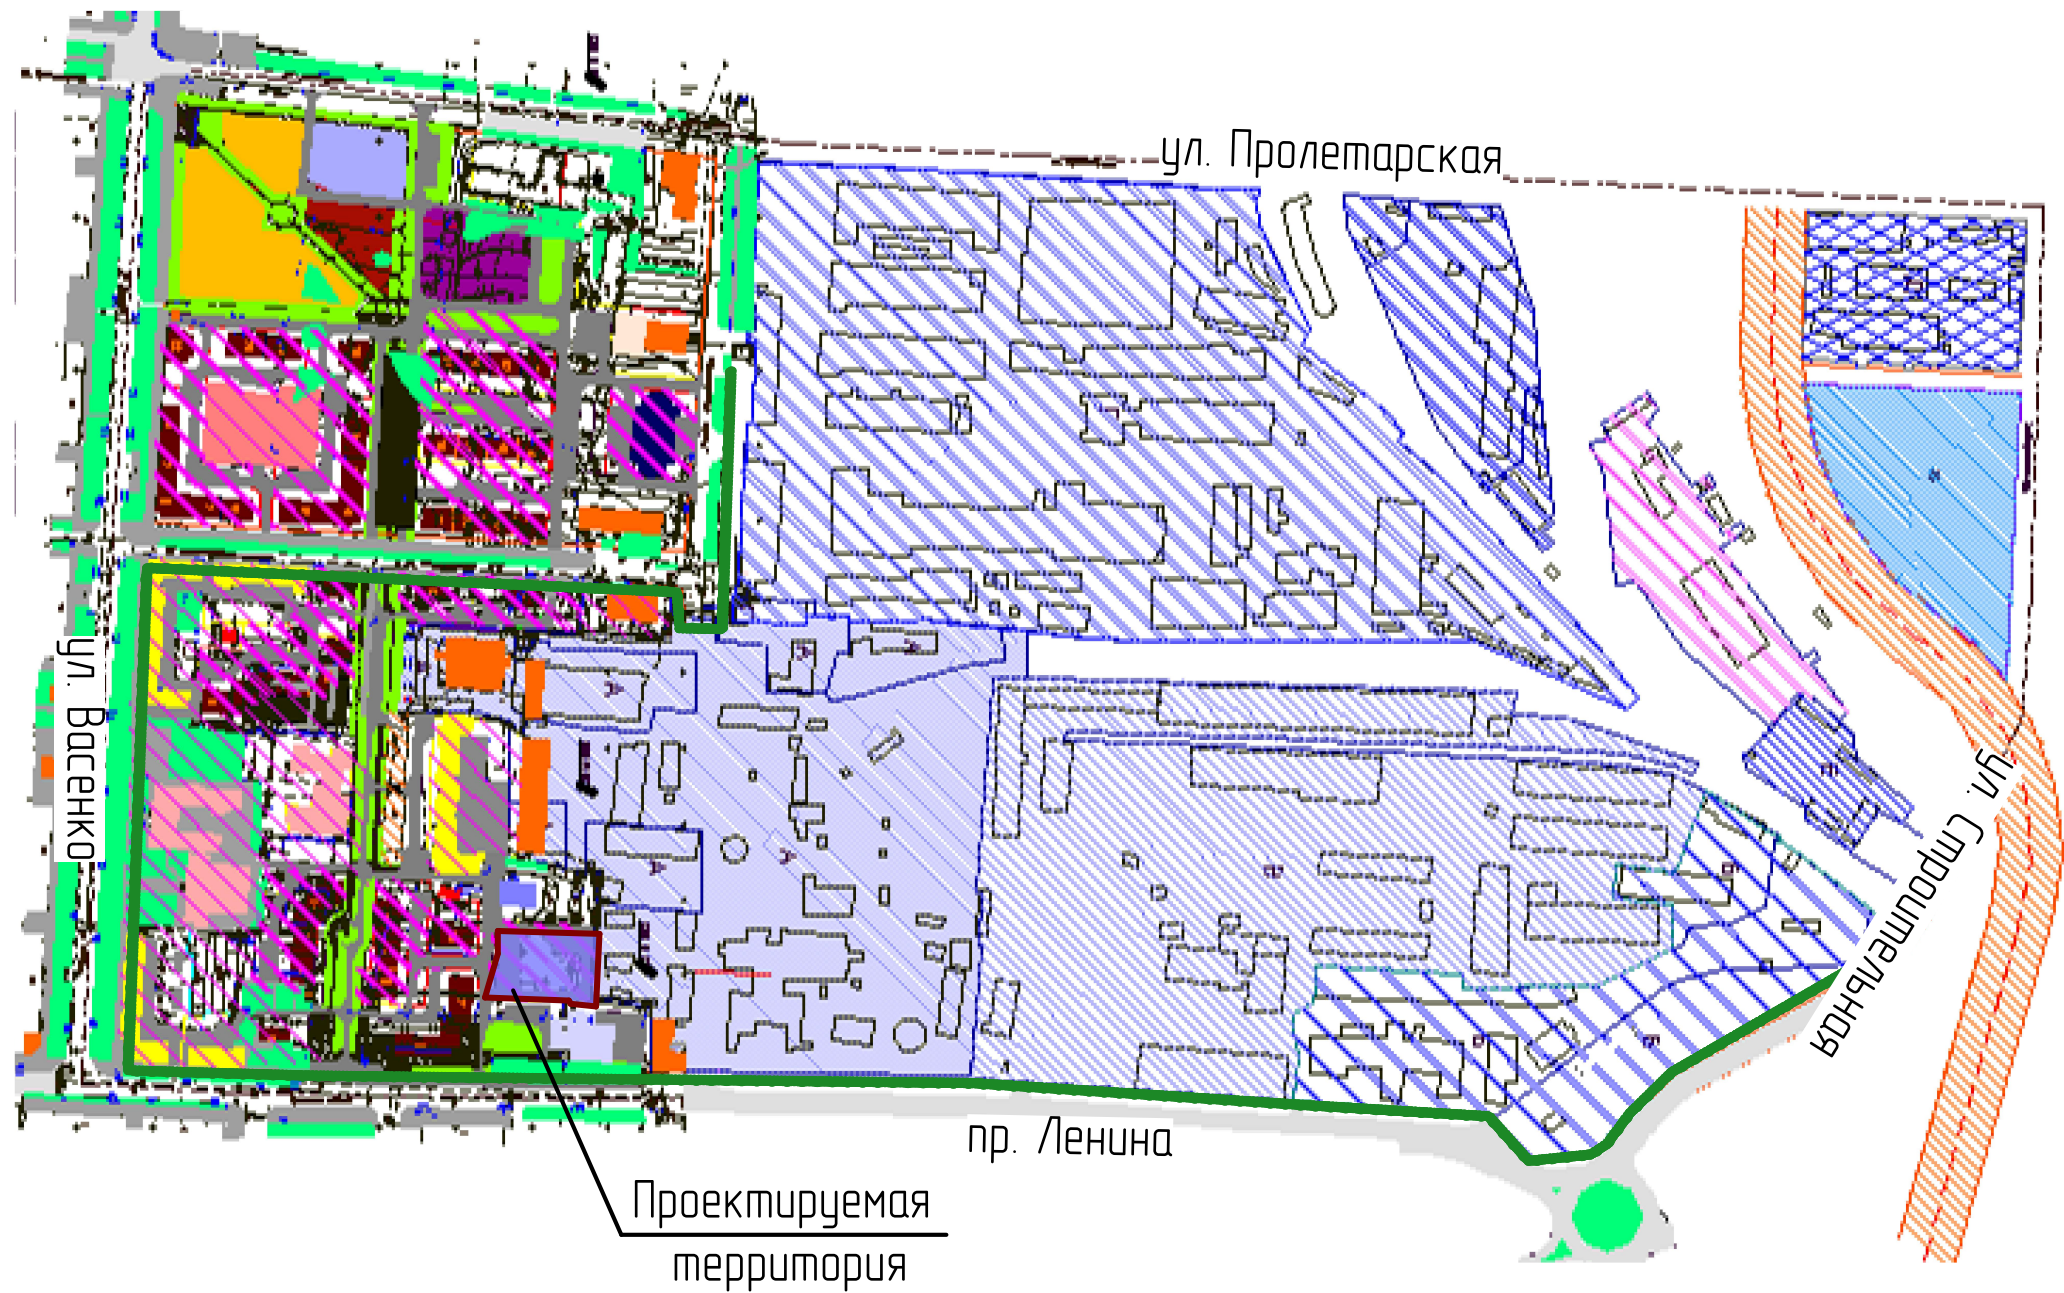 ул. Пролетарская
ул. Васенко
ул. Строительная
пр. Ленина
Проектируемая
территория